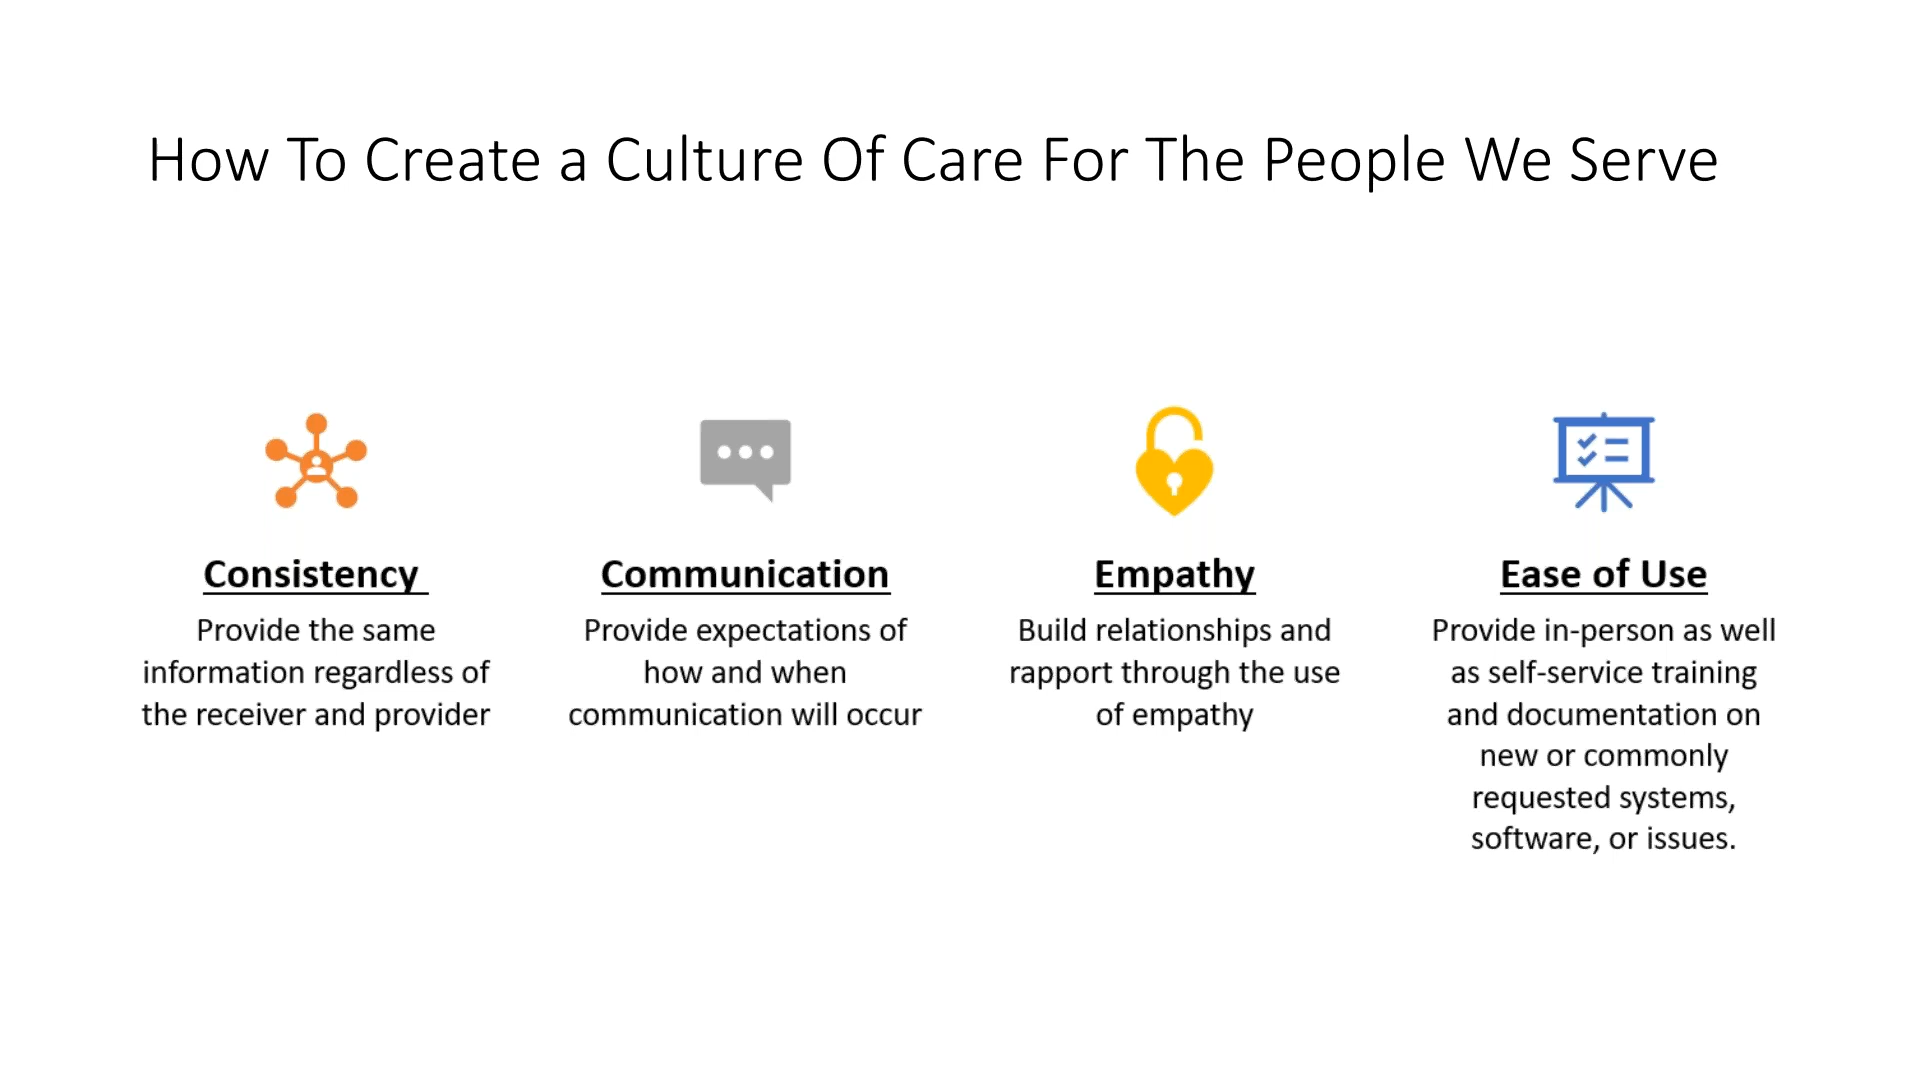 How To Create a Culture Of Care For The People We Serve
Consistency
Provide the same
information regardless of
the receiver and provider
Communication
Provide expectations of
how and when
communication will occur
Empathy
Build relationships and
rapport through the use
of empathy
Ease of Use
Provide in-person as well
as self-service training
and documentation on
new or commonly
requested systems,
software, or issues.